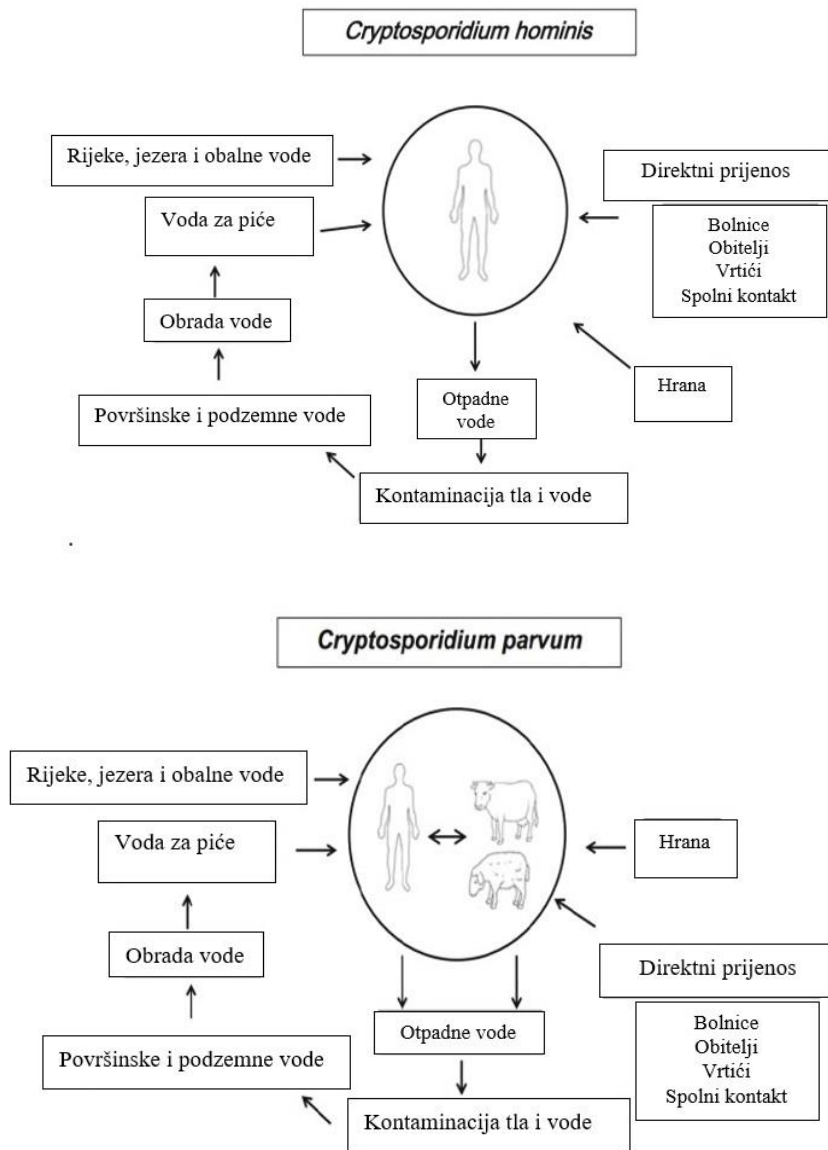 Cryptosporidium hominis
Rijeke, jezera i obalne vode
Direktni prijenos
Voda za piće
Bolnice
Obitelji
Vrtići
Spolni kontakt
Obrada vode
Hrana
Otpadne
vode
Površinske i podzemne vode
Kontaminacija tla i vode
.
Cryptosporidium parvum
Rijeke, jezera i obalne vode
Voda za piće
Hrana
Obrada vode
Direktni prijenos
Otpadne vode
Bolnice
Obitelji
Vrtići
Spolni kontakt
Površinske i podzemne vode
Kontaminacija tla i vode